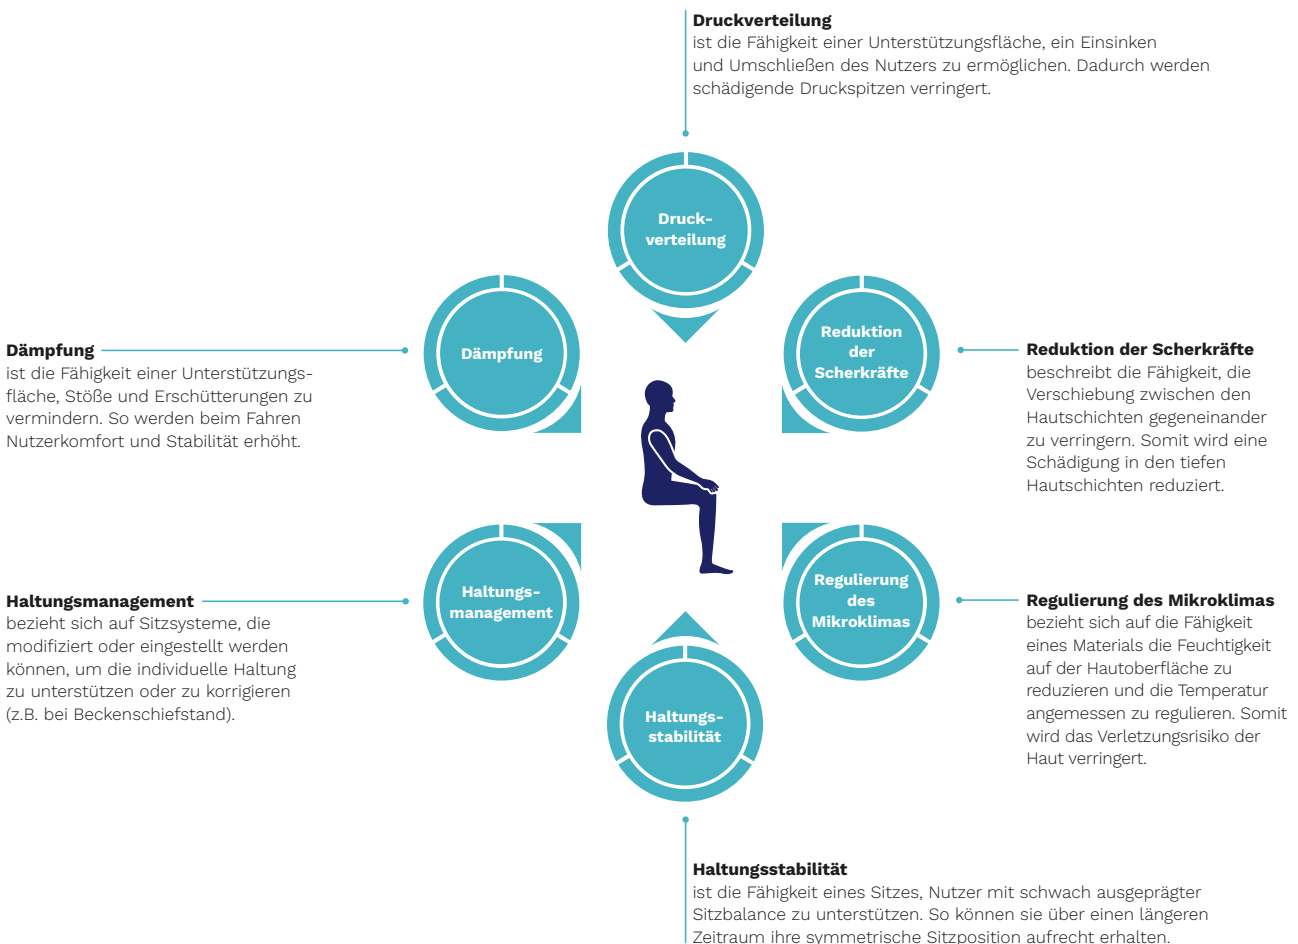 Druckverteilung
ist die Fähigkeit einer Unterstützungsfläche, ein Einsinken
und Umschließen des Nutzers zu ermöglichen. Dadurch werden
schädigende Druckspitzen verringert.
Druck-
verteilung
Dämpfung
Reduktion
der
Scherkräfte
Dämpfung
ist die Fähigkeit einer Unterstützungs-
fläche, Stöße und Erschütterungen zu
vermindern. So werden beim Fahren
Nutzerkomfort und Stabilität erhöht.
Reduktion der Scherkräfte
beschreibt die Fähigkeit, die
Verschiebung zwischen den
Hautschichten gegeneinander
zu verringern. Somit wird eine
Schädigung in den tiefen
Hautschichten reduziert.
Haltungs-
management
Regulierung
des
Mikroklimas
Haltungsmanagement
bezieht sich auf Sitzsysteme, die
modifiziert oder eingestellt werden
können, um die individuelle Haltung
zu unterstützen oder zu korrigieren
(z.B. bei Beckenschiefstand).
Regulierung des Mikroklimas
bezieht sich auf die Fähigkeit
eines Materials die Feuchtigkeit
auf der Hautoberfläche zu
reduzieren und die Temperatur
angemessen zu regulieren. Somit
wird das Verletzungsrisiko der
Haut verringert.
Haltungs-
stabilität
Haltungsstabilität
ist die Fähigkeit eines Sitzes, Nutzer mit schwach ausgeprägter
Sitzbalance zu unterstützen. So können sie über einen längeren
Zeitraum ihre symmetrische Sitzposition aufrecht erhalten.